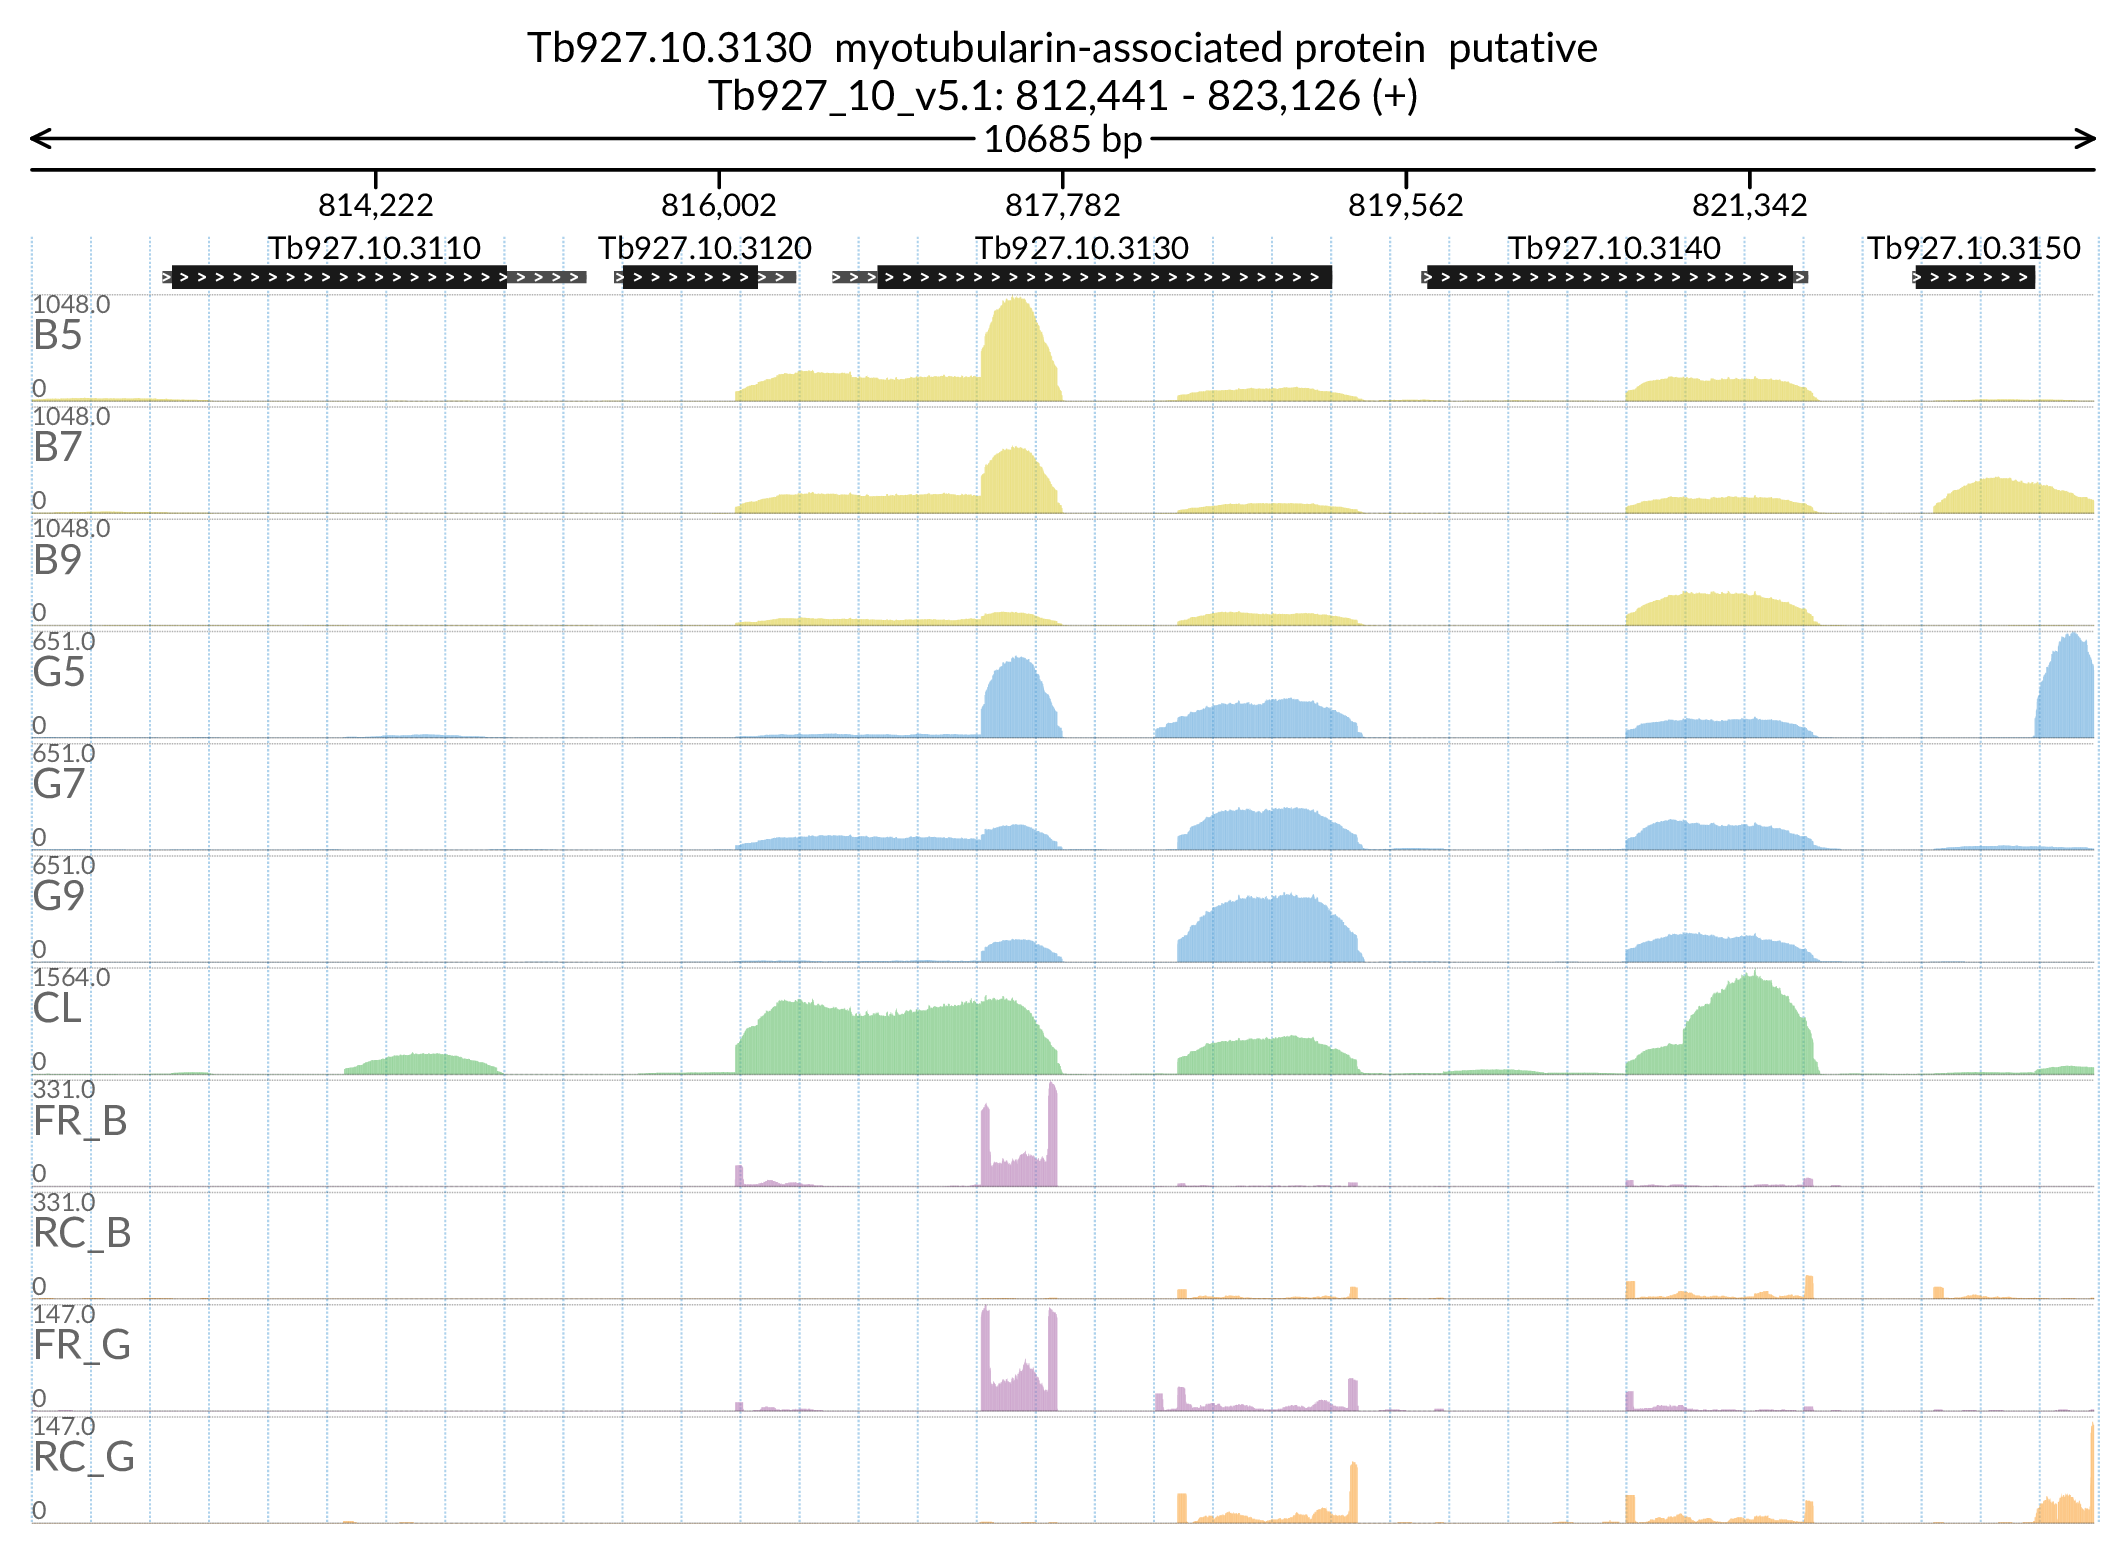 Tb927.10.3130 myotubularin-associated protein putative
Tb927_10_v5.1: 812,441 - 823,126 (+)
10685 bp
814,222 816,002 817,782 819,562 821,342
Tb927.10.3110 Tb927.10.3120 Tb927.10.3130 Tb927.10.3140 Tb927.10.3150
1048.0
B5
0
1048.0
B7
0
1048.0
B9
0
651.0
G5
0
651.0
G7
0
651.0
G9
0
1564.0
CL
0
331.0
FR_B
0
331.0
RC_B
0
147.0
FR_G
0
147.0
RC_G
0